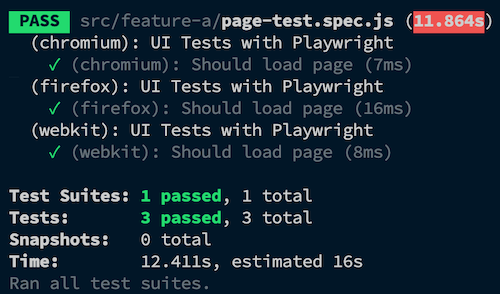 PASS src/feature-a/page-test.spec.js (11.864s)
(chromium): UI Tests with Playwright
✓ (chromium): Should load page (7ms)
(firefox): UI Tests with Playwright
✓ (firefox): Should load page (16ms)
(webkit): UI Tests with Playwright
✓ (webkit): Should load page (8ms)
Test Suites: 1 passed, 1 total
Tests: 3 passed, 3 total
Snapshots: 0 total
Time: 12.411s, estimated 16s
Ran all test suites.